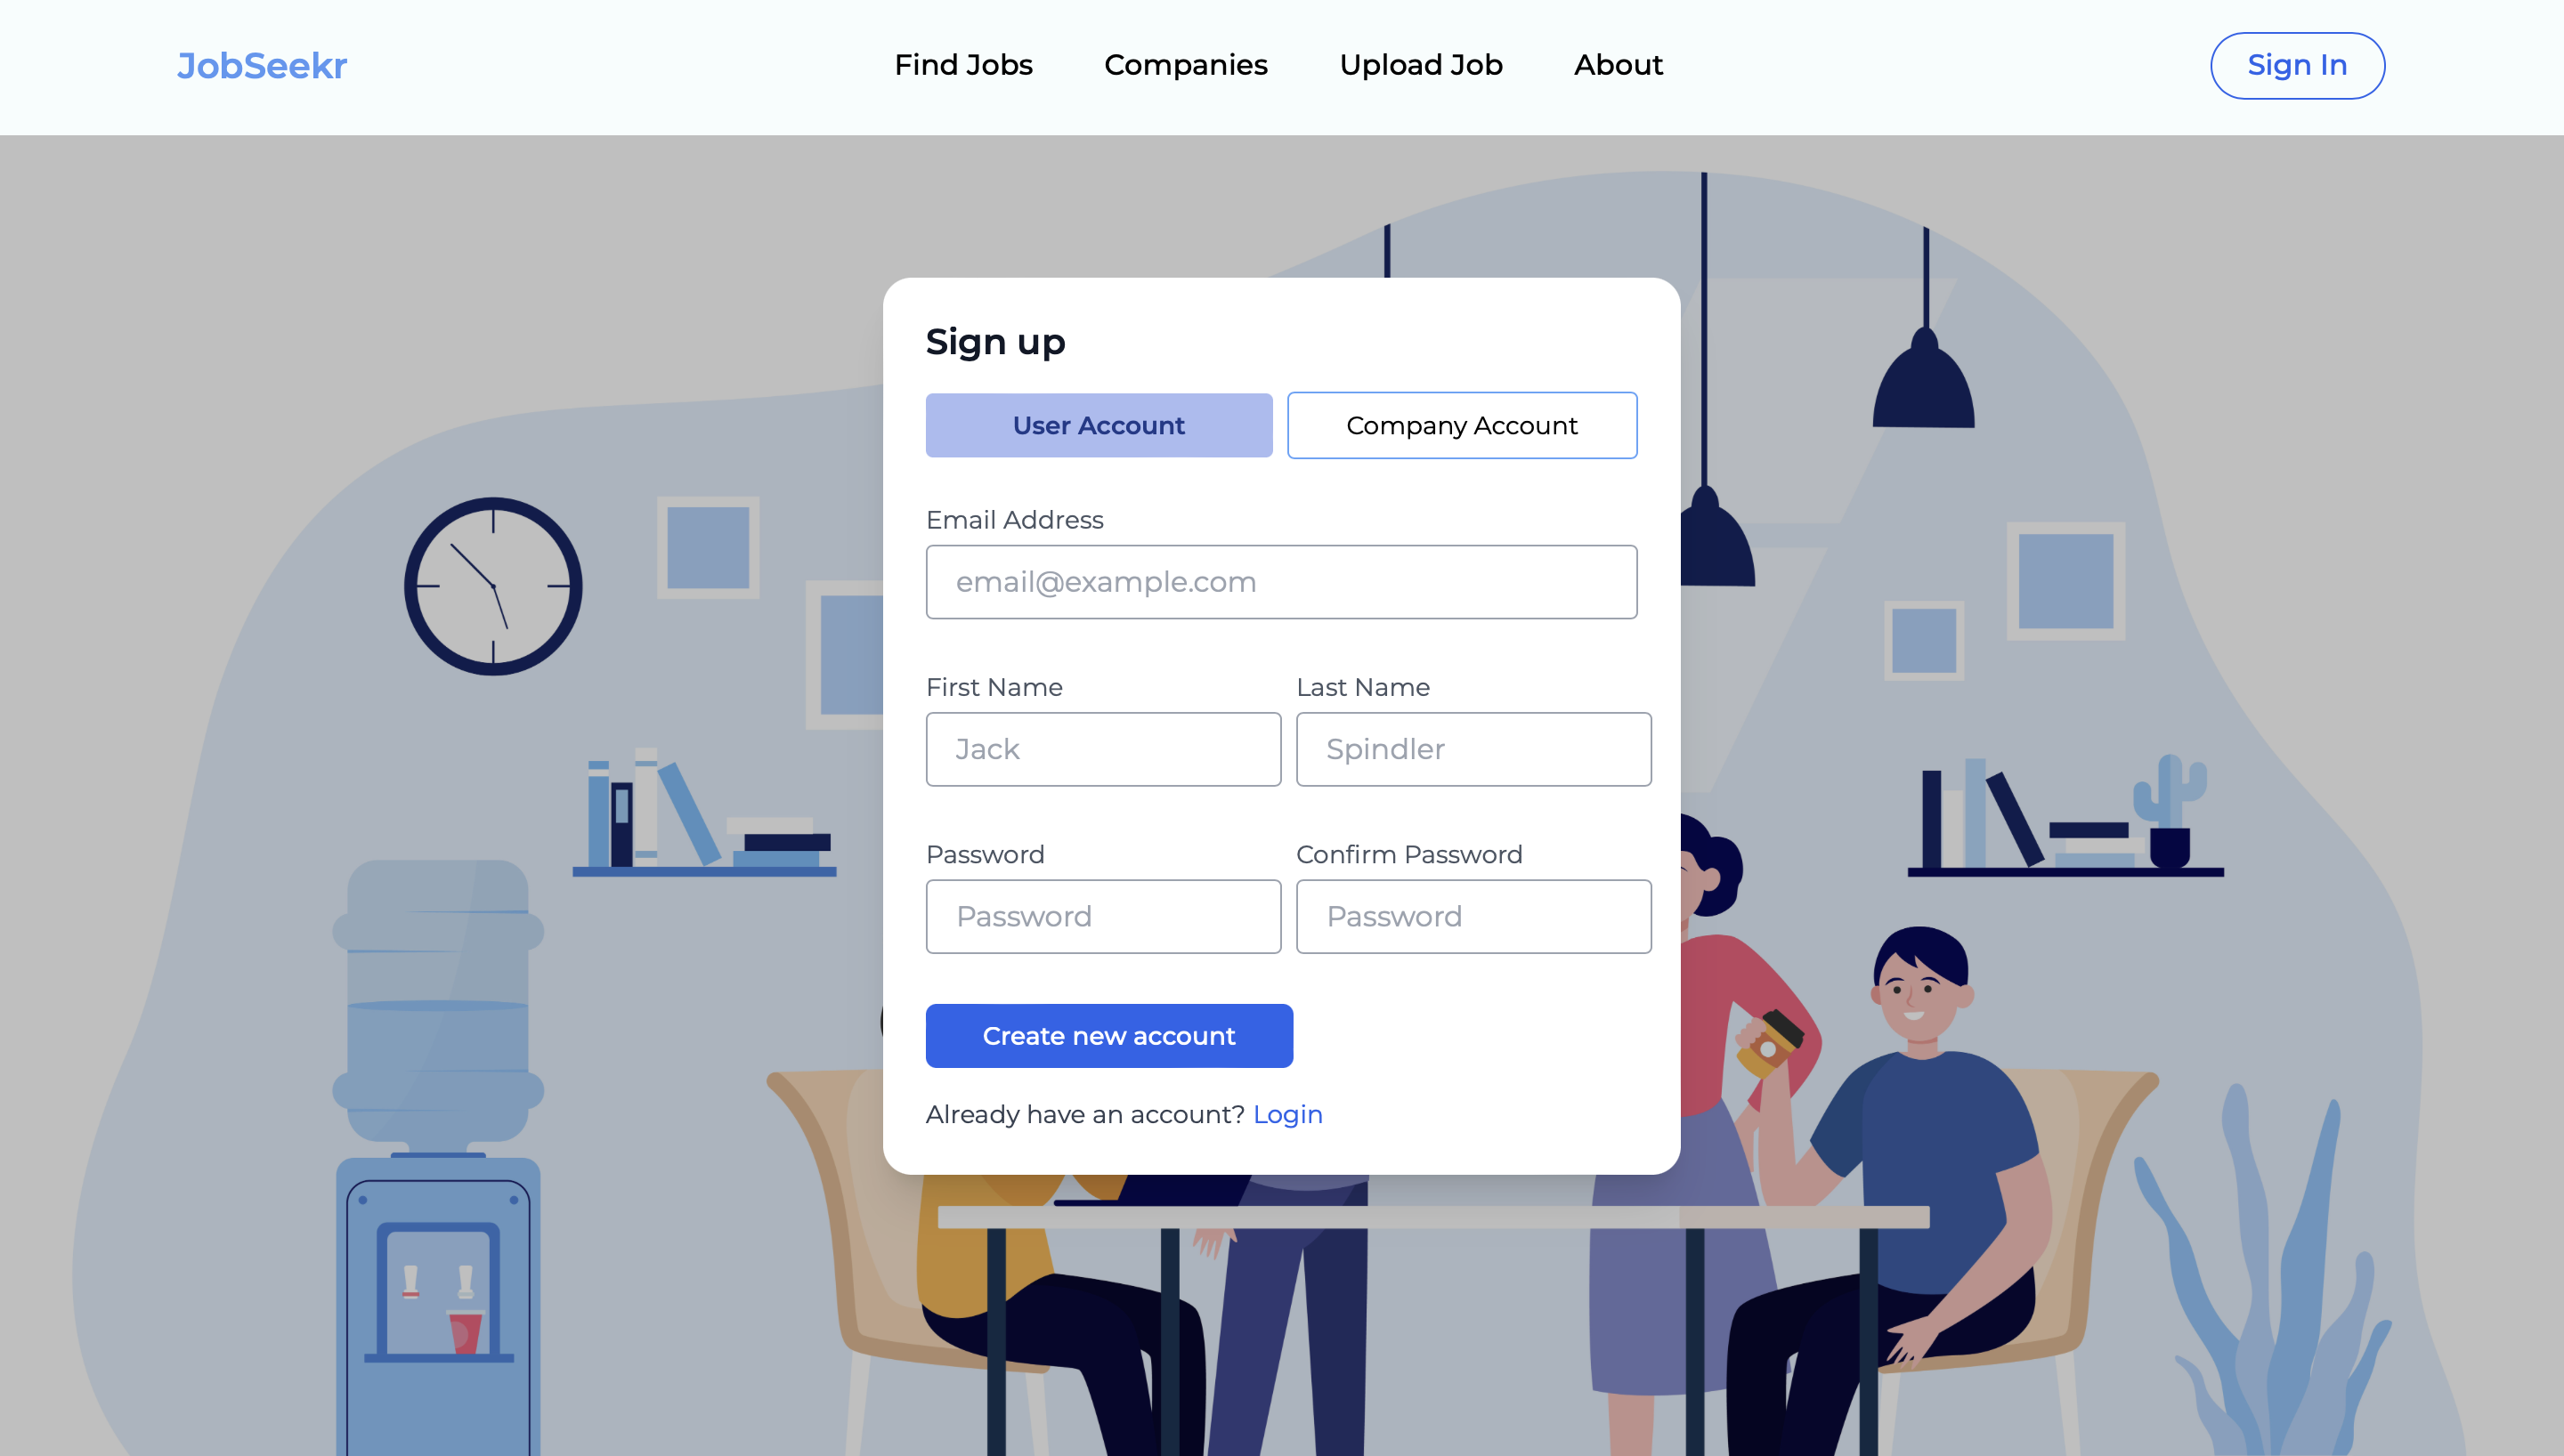 JobSeekr
Find Jobs Companies Upload Job About
Sign In
Sign up
User Account Company Account
Email Address
email@example.com
First Name Last Name
Jack Spindler
Password Confirm Password
Password Password
Create new account
Already have an account? Login